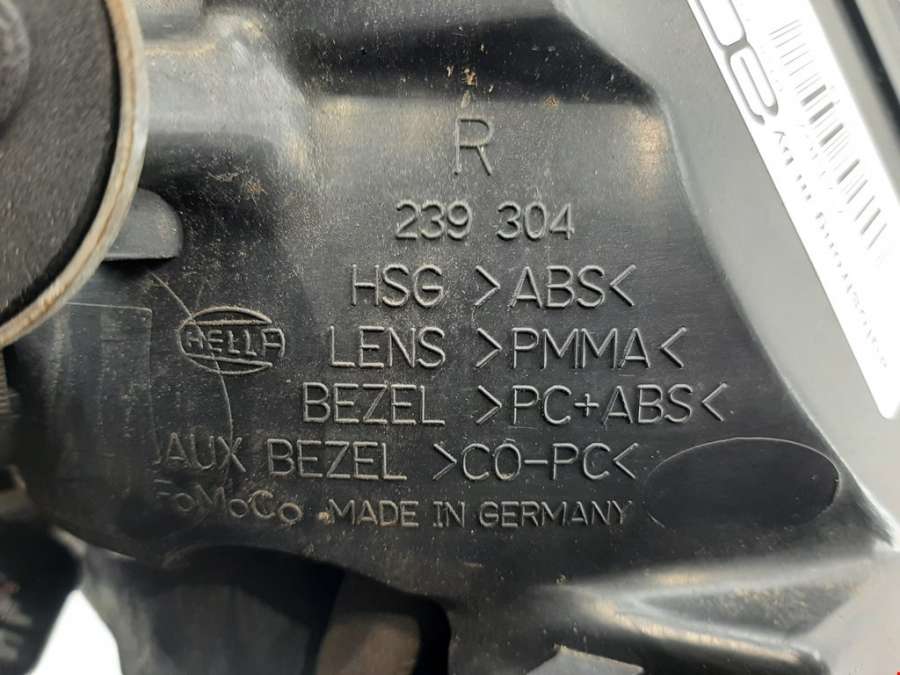 R
239 304
HSG >ABS<
HELLA
LENS >PMMA<
BEZEL >PC+ABS<
AUX BEZEL >CO-PC<
FoMoCo MADE IN GERMANY